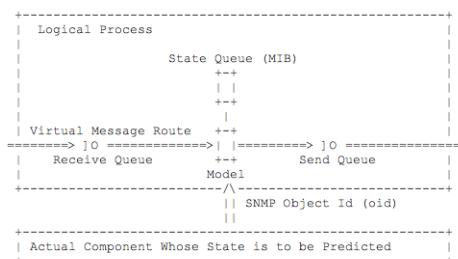 Logical Process
State Queue (MIB)
Virtual Message Route
Receive Queue
Send Queue
Model
SNMP Object Id (oid)
Actual Component Whose State is to be Predicted